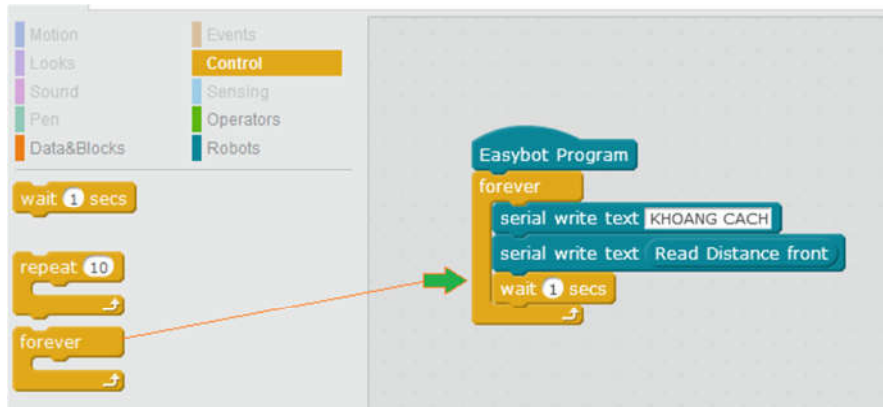 Motion
Events
Looks
Control
Sound
Sensing
Pen
Operators
Data&Blocks
Robots
wait 1 secs
repeat 10
forever
Easybot Program
forever
serial write text KHOANG CACH
serial write text Read Distance front
wait 1 secs